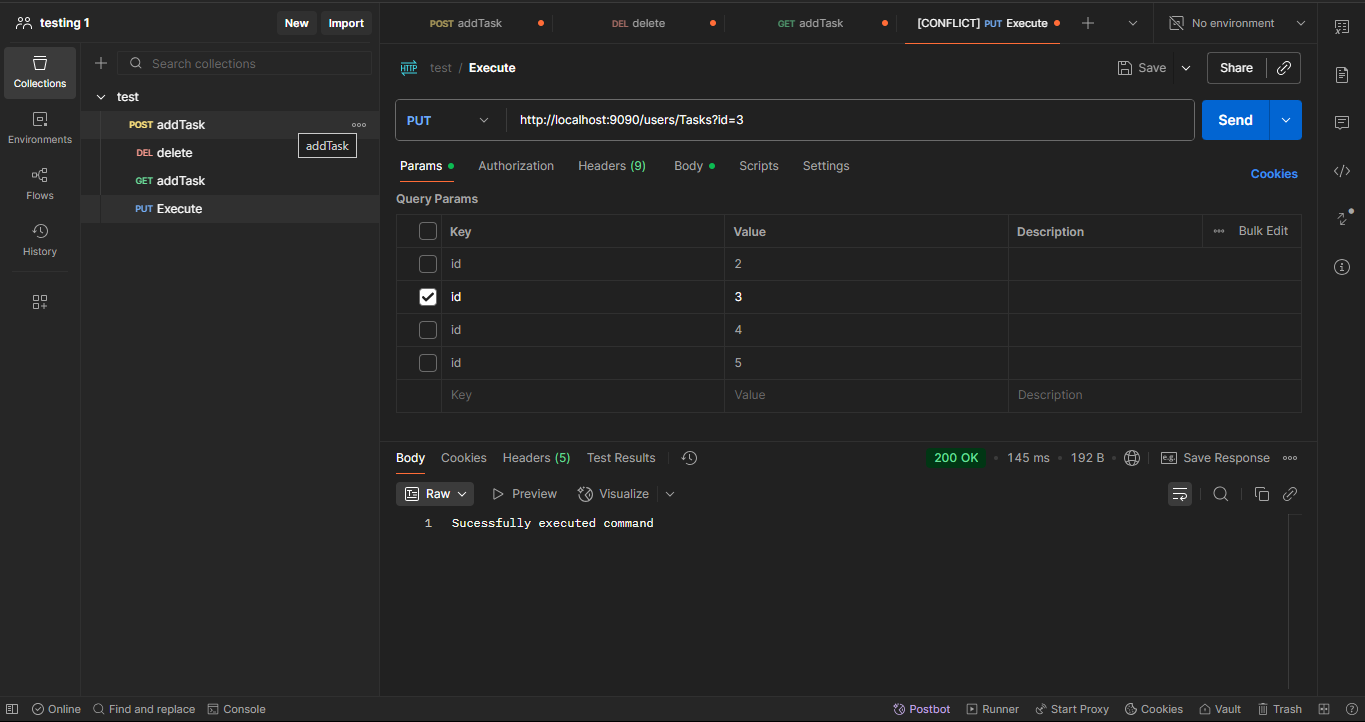 testing 1
New
Import
POST addTask
DEL delete
GET addTask
[CONFLICT] PUT Execute
No environment
Collections
Environments
Flows
History
Search collections
test
POST addTask
addTask
DEL delete
GET addTask
PUT Execute
HTTP test / Execute
Save
Share
PUT
http://localhost:9090/users/Tasks?id=3
Send
Params
Authorization
Headers (9)
Body
Scripts
Settings
Cookies
Query Params
Key Value Description Bulk Edit
id 2
id 3
id 4
id 5
Key Value Description
Body
Cookies
Headers (5)
Test Results
200 OK
145 ms
192 B
e.g.
Save Response
Raw
Preview
Visualize
1 Sucessfully executed command
Online
Find and replace
Console
Postbot
Runner
Start Proxy
Cookies
Vault
Trash